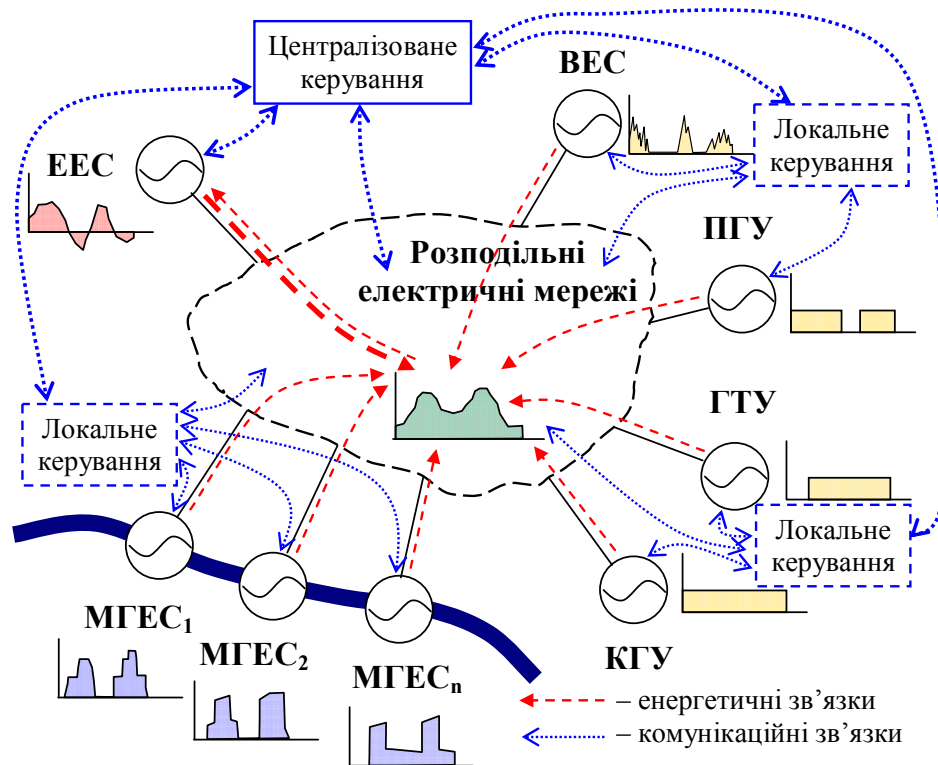 Централізоване
керування
ВЕС
Локальне
керування
ЕЕС
ПГУ
Розподільні
електричні мережі
ГТУ
Локальне
керування
Локальне
керування
МГЕС₁
МГЕС₂
МГЕСₙ
КГУ
– енергетичні зв’язки
– комунікаційні зв’язки